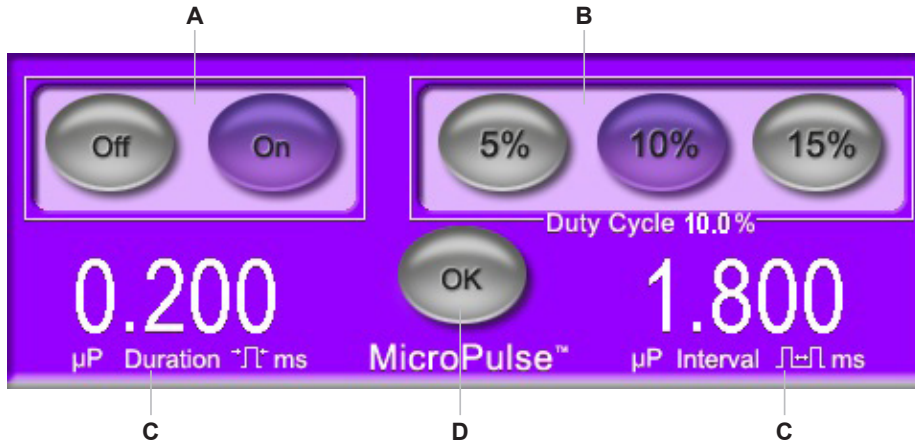 A B
Off On 5% 10% 15%
Duty Cycle 10.0 %
OK
0.200 1.800
µP Duration ms MicroPulse™ µP Interval ms
C D C